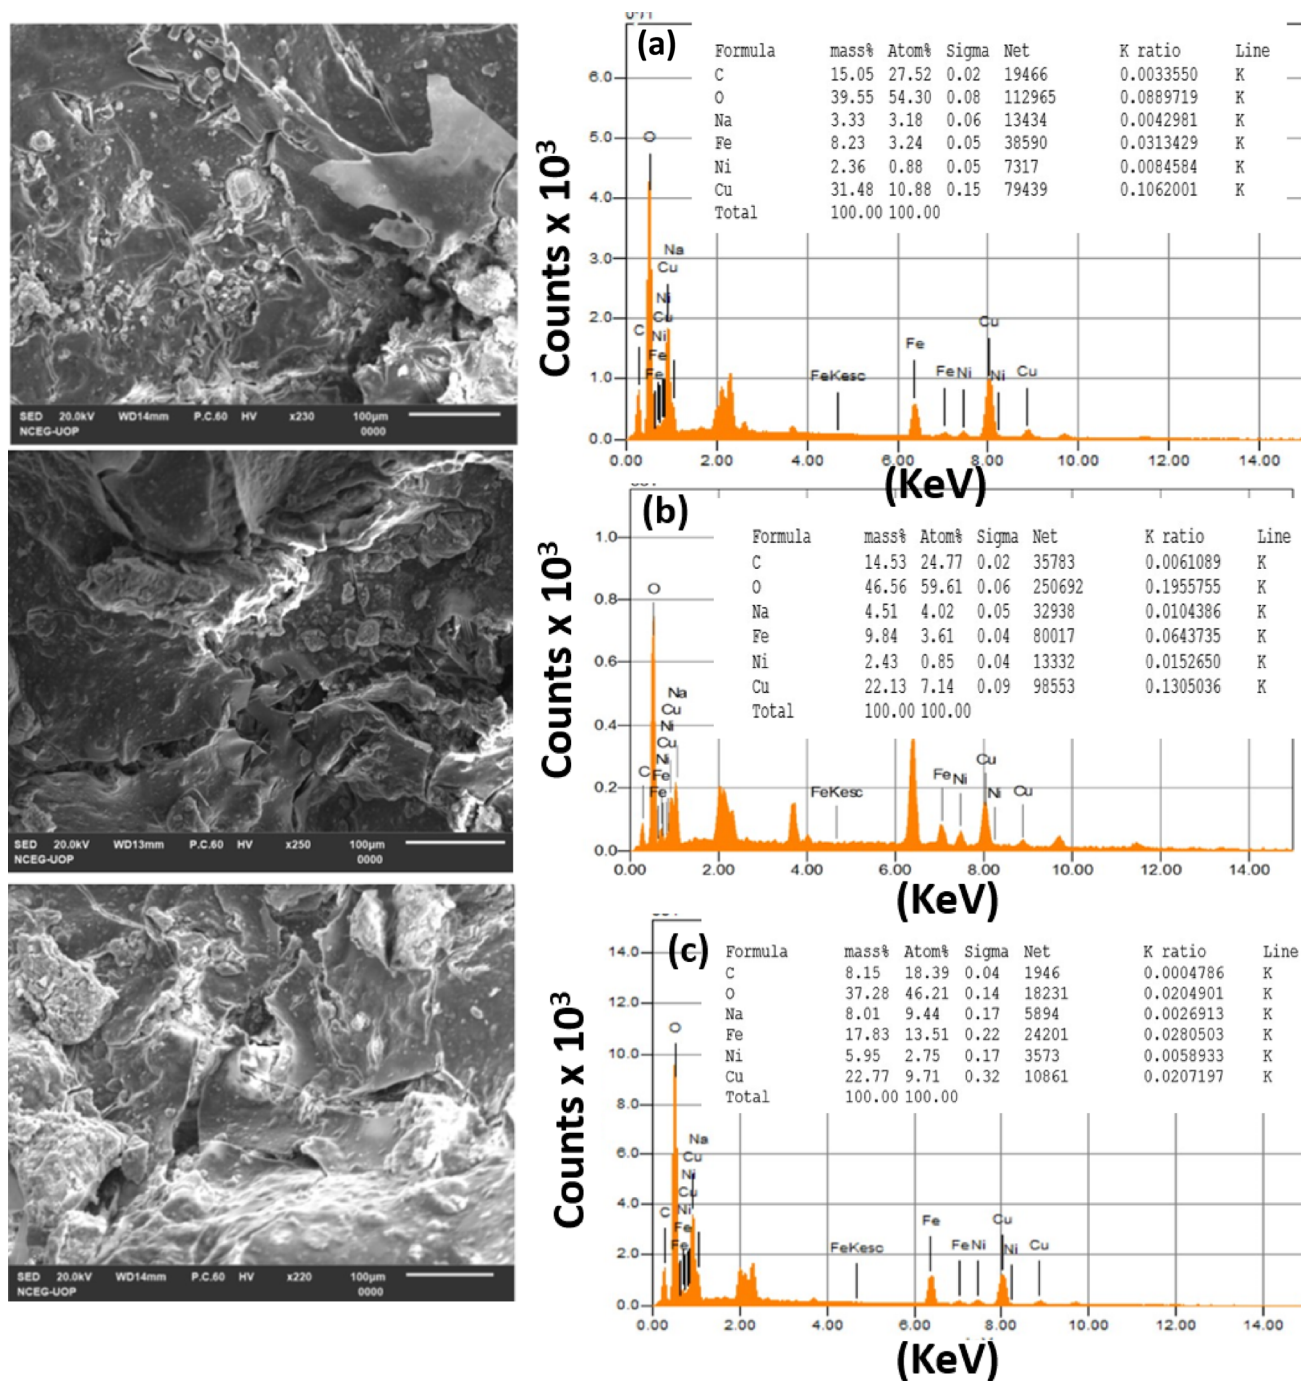 SED 20.0kV WD14mm P.C.60 HV x230 100µm
NCEG-UOP 0000
(a)
Formula mass% Atom% Sigma Net K ratio Line
C 15.05 27.52 0.02 19466 0.0033550 K
O 39.55 54.30 0.08 112965 0.0889719 K
Na 3.33 3.18 0.06 13434 0.0042981 K
Fe 8.23 3.24 0.05 38590 0.0313429 K
Ni 2.36 0.88 0.05 7317 0.0084584 K
Cu 31.48 10.88 0.15 79439 0.1062001 K
Total 100.00 100.00
Counts x 10³
6.0
5.0
4.0
3.0
2.0
1.0
0.0
O
Na
Cu
Ni
Cu
Ni
Fe
Fe
C
FeKesc
Fe
Fe
Ni
Cu
Ni
Cu
0.00 2.00 4.00 6.00 8.00 10.00 12.00 14.00
(KeV)
SED 20.0kV WD13mm P.C.60 HV x250 100µm
NCEG-UOP 0000
(b)
Formula mass% Atom% Sigma Net K ratio Line
C 14.53 24.77 0.02 35783 0.0061089 K
O 46.56 59.61 0.06 250692 0.1955755 K
Na 4.51 4.02 0.05 32938 0.0104386 K
Fe 9.84 3.61 0.04 80017 0.0643735 K
Ni 2.43 0.85 0.04 13332 0.0152650 K
Cu 22.13 7.14 0.09 98553 0.1305036 K
Total 100.00 100.00
Counts x 10³
1.0
0.8
0.6
0.4
0.2
0.0
O
Na
Cu
Ni
Cu
Ni
Fe
Fe
C
FeKesc
Fe
Ni
Cu
Ni
Cu
0.00 2.00 4.00 6.00 8.00 10.00 12.00 14.00
(KeV)
SED 20.0kV WD14mm P.C.60 HV x220 100µm
NCEG-UOP 0000
(c)
Formula mass% Atom% Sigma Net K ratio Line
C 8.15 18.39 0.04 1946 0.0004786 K
O 37.28 46.21 0.14 18231 0.0204901 K
Na 8.01 9.44 0.17 5894 0.0026913 K
Fe 17.83 13.51 0.22 24201 0.0280503 K
Ni 5.95 2.75 0.17 3573 0.0058933 K
Cu 22.77 9.71 0.32 10861 0.0207197 K
Total 100.00 100.00
Counts x 10³
14.0
12.0
10.0
8.0
6.0
4.0
2.0
0.0
O
Na
Cu
Ni
Cu
Ni
Fe
Fe
C
FeKesc
Fe
Fe
Ni
Cu
Ni
Cu
0.00 2.00 4.00 6.00 8.00 10.00 12.00 14.00
(KeV)